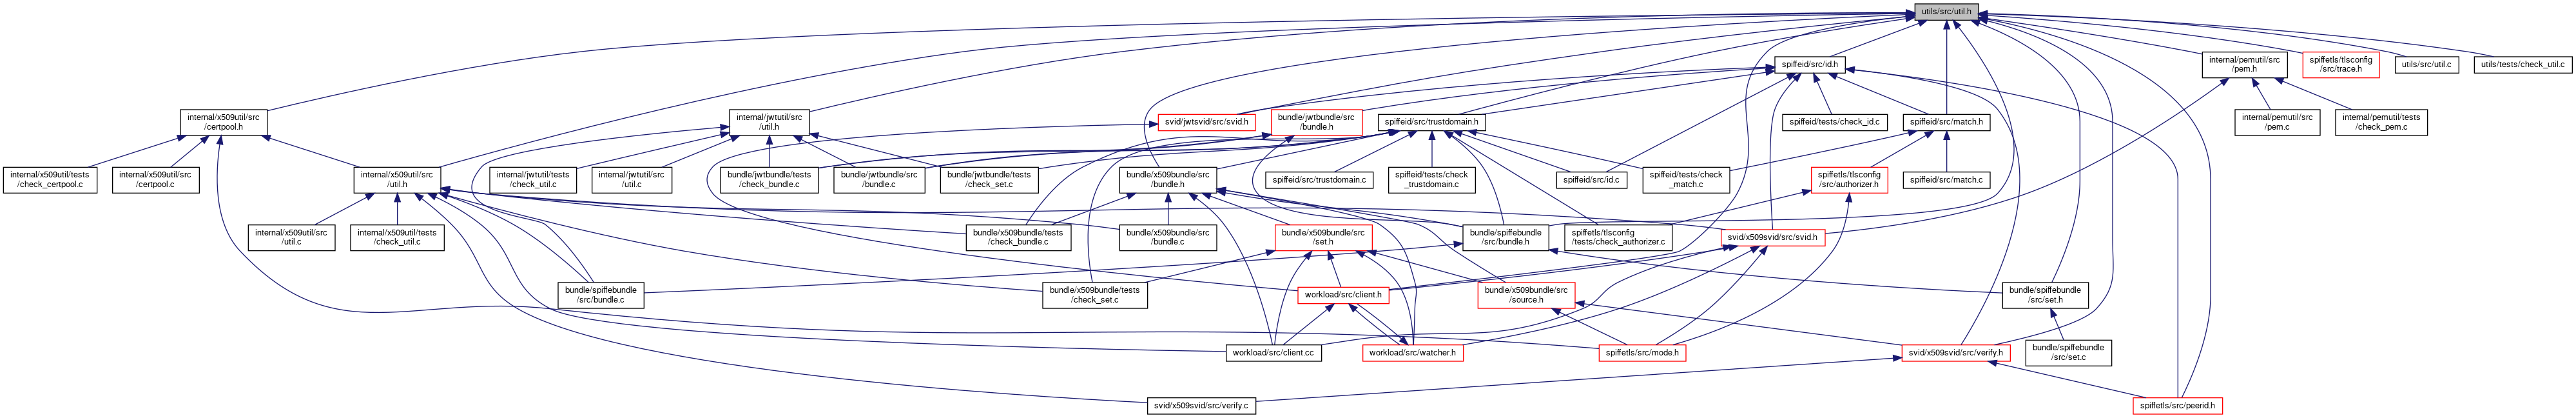 utils/src/util.h
spiffeid/src/id.h
internal/pemutil/src
/pem.h
spiffetls/tlsconfig
/src/trace.h
utils/src/util.c
utils/tests/check_util.c
internal/x509util/src
/certpool.h
internal/jwtutil/src
/util.h
svid/jwtsvid/src/svid.h
bundle/jwtbundle/src
/bundle.h
spiffeid/src/trustdomain.h
spiffeid/tests/check_id.c
spiffeid/src/match.h
internal/pemutil/src
/pem.c
internal/pemutil/tests
/check_pem.c
internal/x509util/tests
/check_certpool.c
internal/x509util/src
/certpool.c
internal/x509util/src
/util.h
internal/jwtutil/tests
/check_util.c
internal/jwtutil/src
/util.c
bundle/jwtbundle/tests
/check_bundle.c
bundle/jwtbundle/src
/bundle.c
bundle/jwtbundle/tests
/check_set.c
bundle/x509bundle/src
/bundle.h
spiffeid/src/trustdomain.c
spiffeid/tests/check
_trustdomain.c
spiffeid/src/id.c
spiffeid/tests/check
_match.c
spiffetls/tlsconfig
/src/authorizer.h
spiffeid/src/match.c
internal/x509util/src
/util.c
internal/x509util/tests
/check_util.c
bundle/x509bundle/tests
/check_bundle.c
bundle/x509bundle/src
/bundle.c
bundle/x509bundle/src
/set.h
bundle/spiffebundle
/src/bundle.h
spiffetls/tlsconfig
/tests/check_authorizer.c
svid/x509svid/src/svid.h
bundle/spiffebundle
/src/bundle.c
bundle/x509bundle/tests
/check_set.c
workload/src/client.h
bundle/x509bundle/src
/source.h
bundle/spiffebundle
/src/set.h
workload/src/client.cc
workload/src/watcher.h
spiffetls/src/mode.h
svid/x509svid/src/verify.h
bundle/spiffebundle
/src/set.c
svid/x509svid/src/verify.c
spiffetls/src/peerid.h